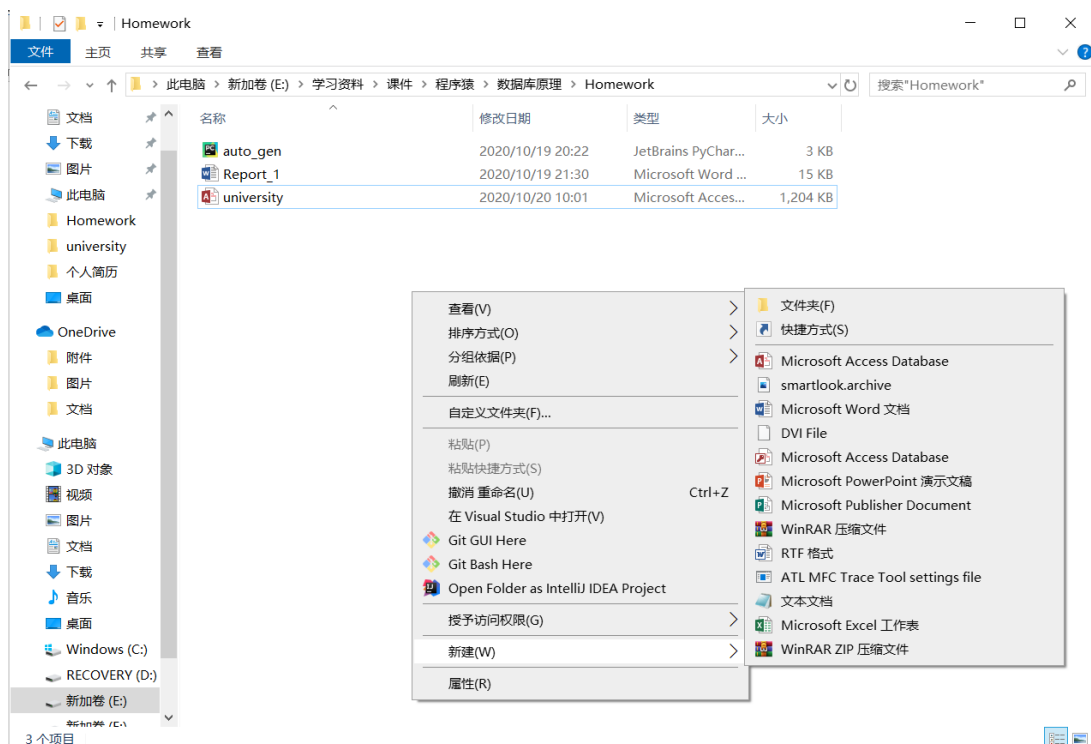 Homework
文件 主页 共享 查看
此电脑 > 新加卷 (E:) > 学习资料 > 课件 > 程序猿 > 数据库原理 > Homework 搜索"Homework"
文档
下载
图片
此电脑
Homework
university
个人简历
桌面
OneDrive
附件
图片
文档
此电脑
3D 对象
视频
图片
文档
下载
音乐
桌面
Windows (C:)
RECOVERY (D:)
新加卷 (E:)
新加卷 (E:)
名称 修改日期 类型 大小
auto_gen 2020/10/19 20:22 JetBrains PyChar... 3 KB
Report_1 2020/10/19 21:30 Microsoft Word ... 15 KB
university 2020/10/20 10:01 Microsoft Acces... 1,204 KB
查看(V)
排序方式(O)
分组依据(P)
刷新(E)
自定义文件夹(F)...
粘贴(P)
粘贴快捷方式(S)
撤消 重命名(U) Ctrl+Z
在 Visual Studio 中打开(V)
Git GUI Here
Git Bash Here
Open Folder as IntelliJ IDEA Project
授予访问权限(G)
新建(W)
属性(R)
文件夹(F)
快捷方式(S)
Microsoft Access Database
smartlook.archive
Microsoft Word 文档
DVI File
Microsoft Access Database
Microsoft PowerPoint 演示文稿
Microsoft Publisher Document
WinRAR 压缩文件
RTF 格式
ATL MFC Trace Tool settings file
文本文档
Microsoft Excel 工作表
WinRAR ZIP 压缩文件
3 个项目